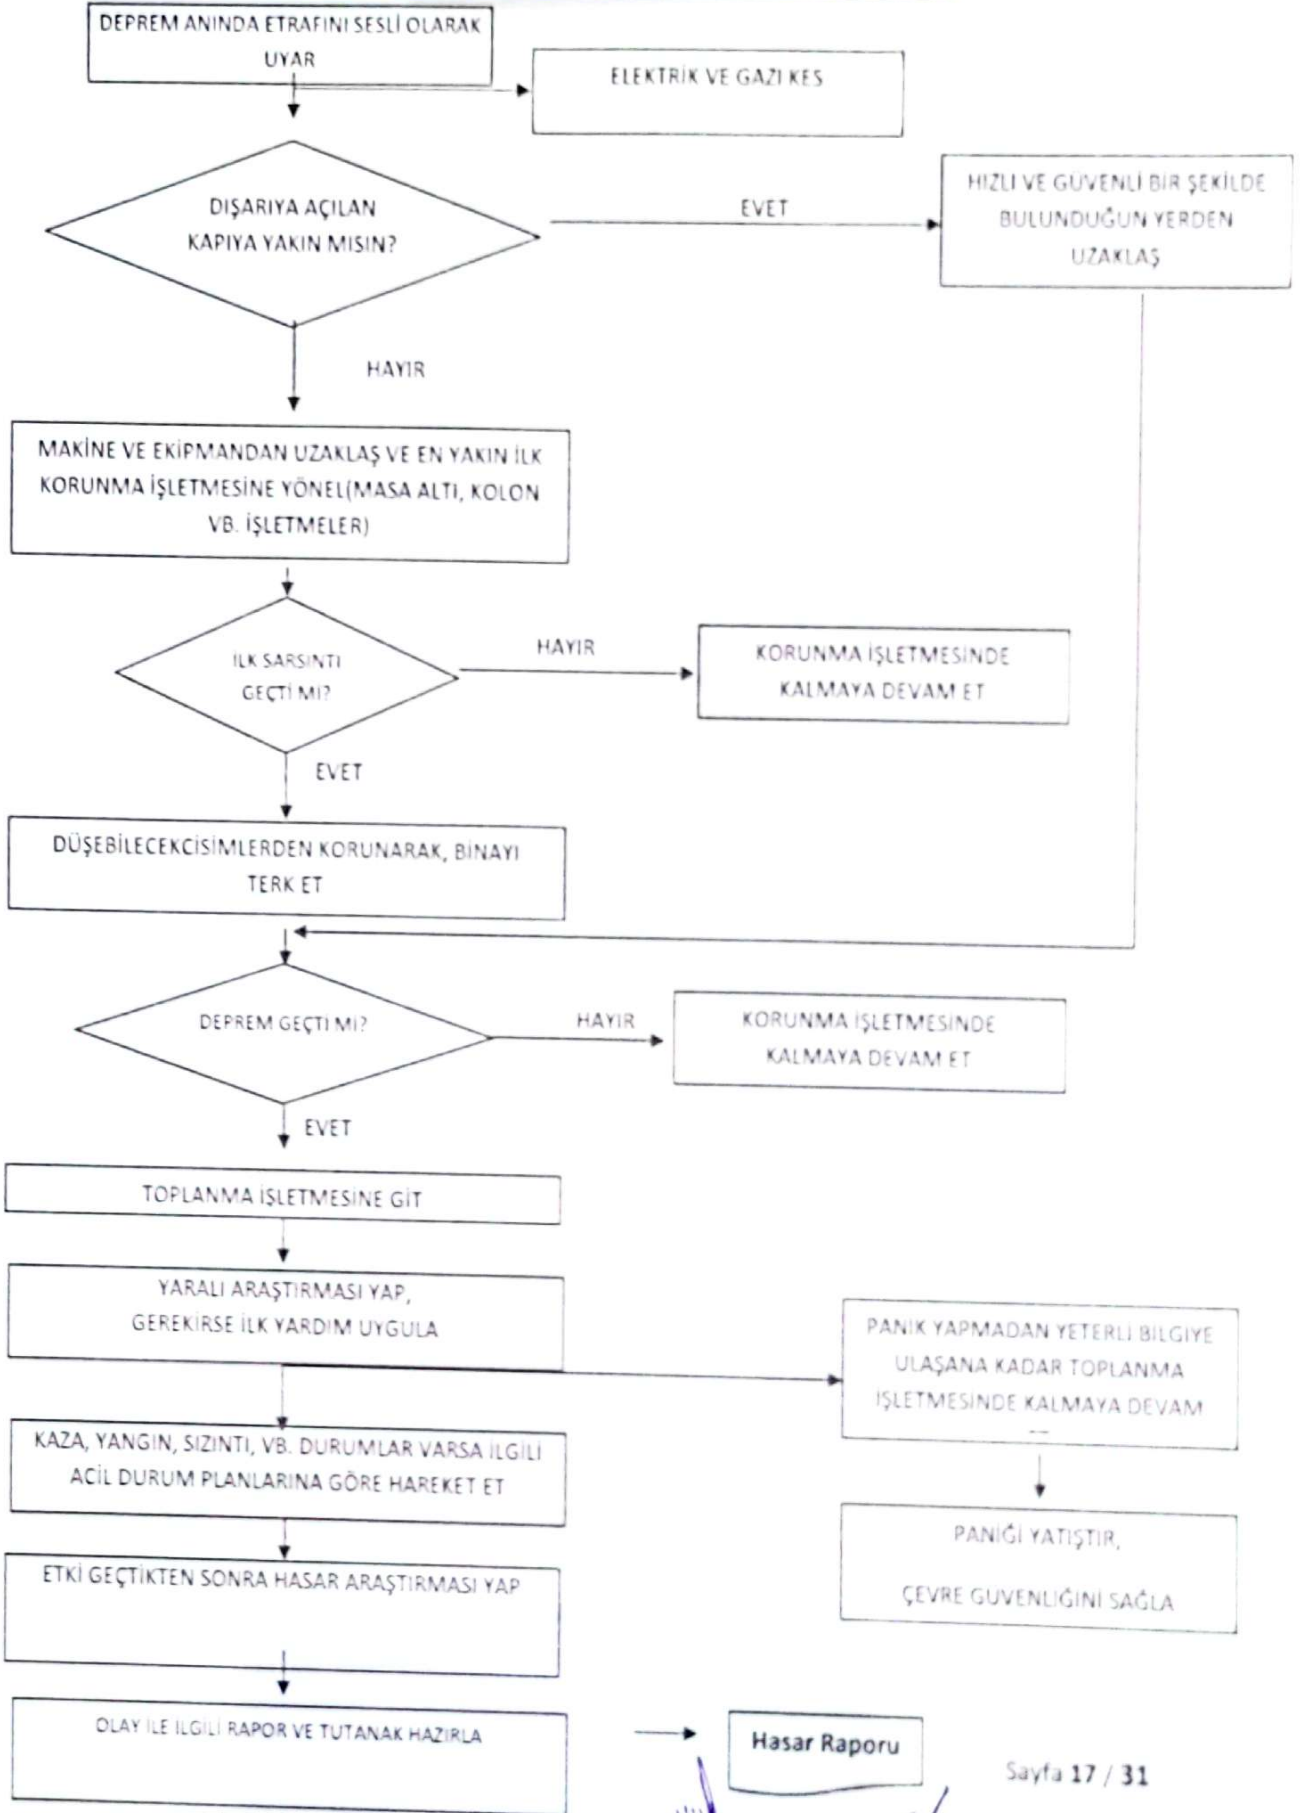 DEPREM ANINDA ETRAFINI SESLİ OLARAK
UYAR
ELEKTRİK VE GAZI KES
DIŞARIYA AÇILAN
KAPIYA YAKIN MISIN?
EVET
HIZLI VE GÜVENLİ BİR ŞEKİLDE
BULUNDUĞUN YERDEN
UZAKLAŞ
HAYIR
MAKİNE VE EKİPMANDAN UZAKLAŞ VE EN YAKIN İLK
KORUNMA İŞLETMESİNE YÖNEL(MASA ALTI, KOLON
VB. İŞLETMELER)
İLK SARSINTI
GEÇTİ Mİ?
HAYIR
KORUNMA İŞLETMESİNDE
KALMAYA DEVAM ET
EVET
DÜŞEBİLECEKCİSİMLERDEN KORUNARAK, BİNAYI
TERK ET
DEPREM GEÇTİ Mİ?
HAYIR
KORUNMA İŞLETMESİNDE
KALMAYA DEVAM ET
EVET
TOPLANMA İŞLETMESİNE GİT
YARALI ARAŞTIRMASI YAP,
GEREKİRSE İLK YARDIM UYGULA
PANİK YAPMADAN YETERLİ BİLGİYE
ULAŞANA KADAR TOPLANMA
İŞLETMESİNDE KALMAYA DEVAM
KAZA, YANGIN, SIZINTI, VB. DURUMLAR VARSA İLGİLİ
ACİL DURUM PLANLARINA GÖRE HAREKET ET
PANİĞİ YATIŞTIR,
ÇEVRE GÜVENLİĞİNİ SAĞLA
ETKİ GEÇTİKTEN SONRA HASAR ARAŞTIRMASI YAP
OLAY İLE İLGİLİ RAPOR VE TUTANAK HAZIRLA
Hasar Raporu
Sayfa 17 / 31